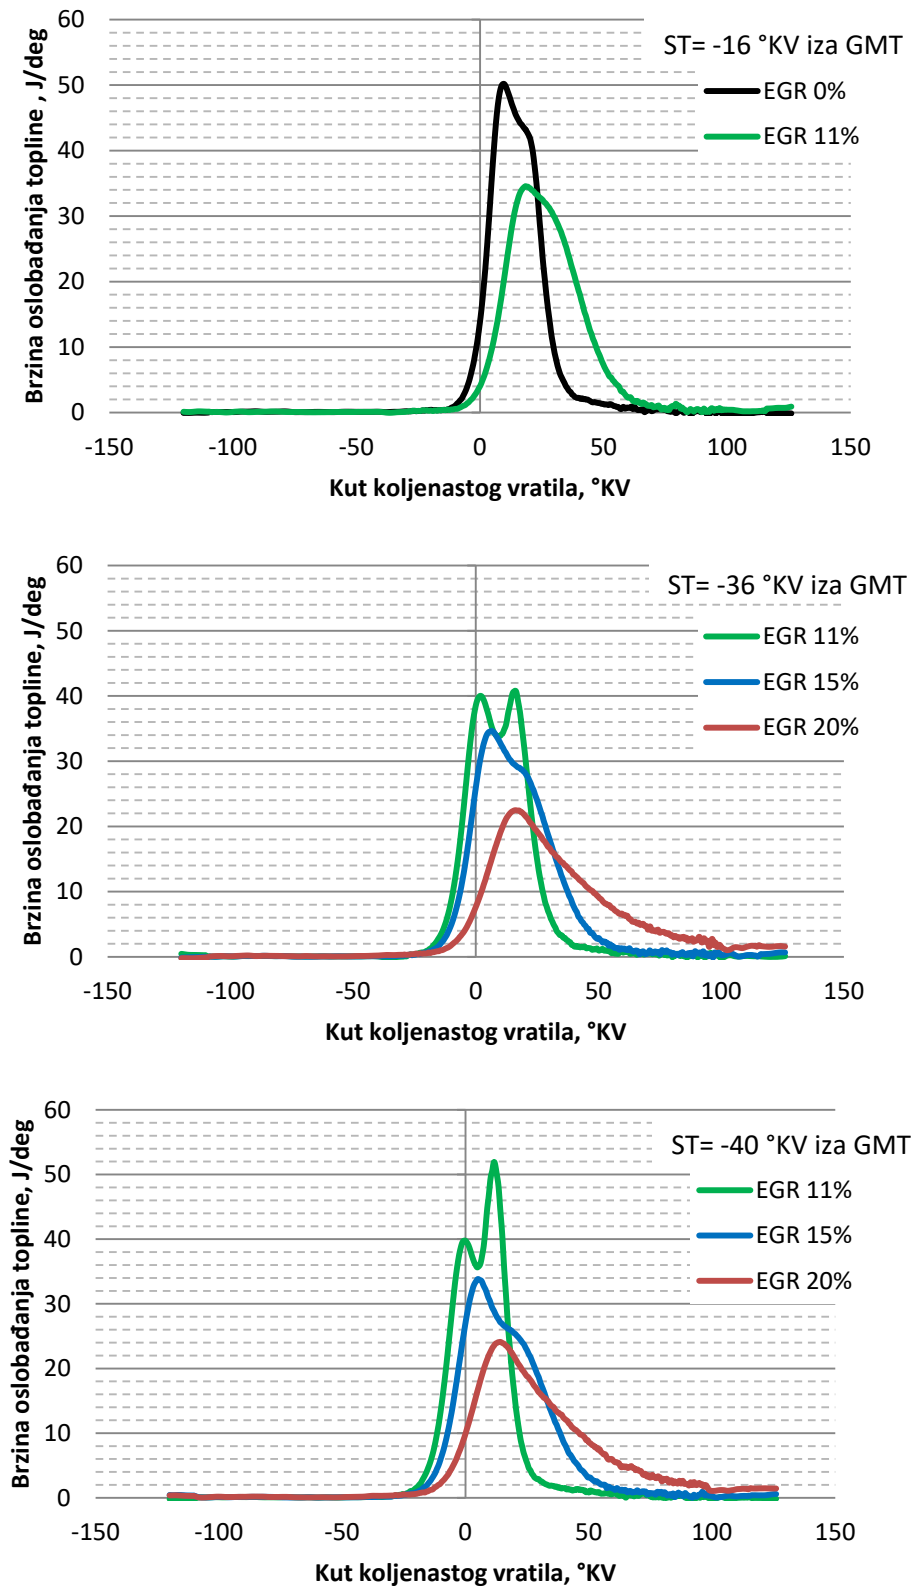 Brzina oslobađanja topline , J/deg
60
50
40
30
20
10
0
ST= -16 °KV iza GMT
EGR 0%
EGR 11%
-150 -100 -50 0 50 100 150
Kut koljenastog vratila, °KV
Brzina oslobađanja topline, J/deg
60
50
40
30
20
10
0
ST= -36 °KV iza GMT
EGR 11%
EGR 15%
EGR 20%
-150 -100 -50 0 50 100 150
Kut koljenastog vratila, °KV
Brzina oslobađanja topline, J/deg
60
50
40
30
20
10
0
ST= -40 °KV iza GMT
EGR 11%
EGR 15%
EGR 20%
-150 -100 -50 0 50 100 150
Kut koljenastog vratila, °KV